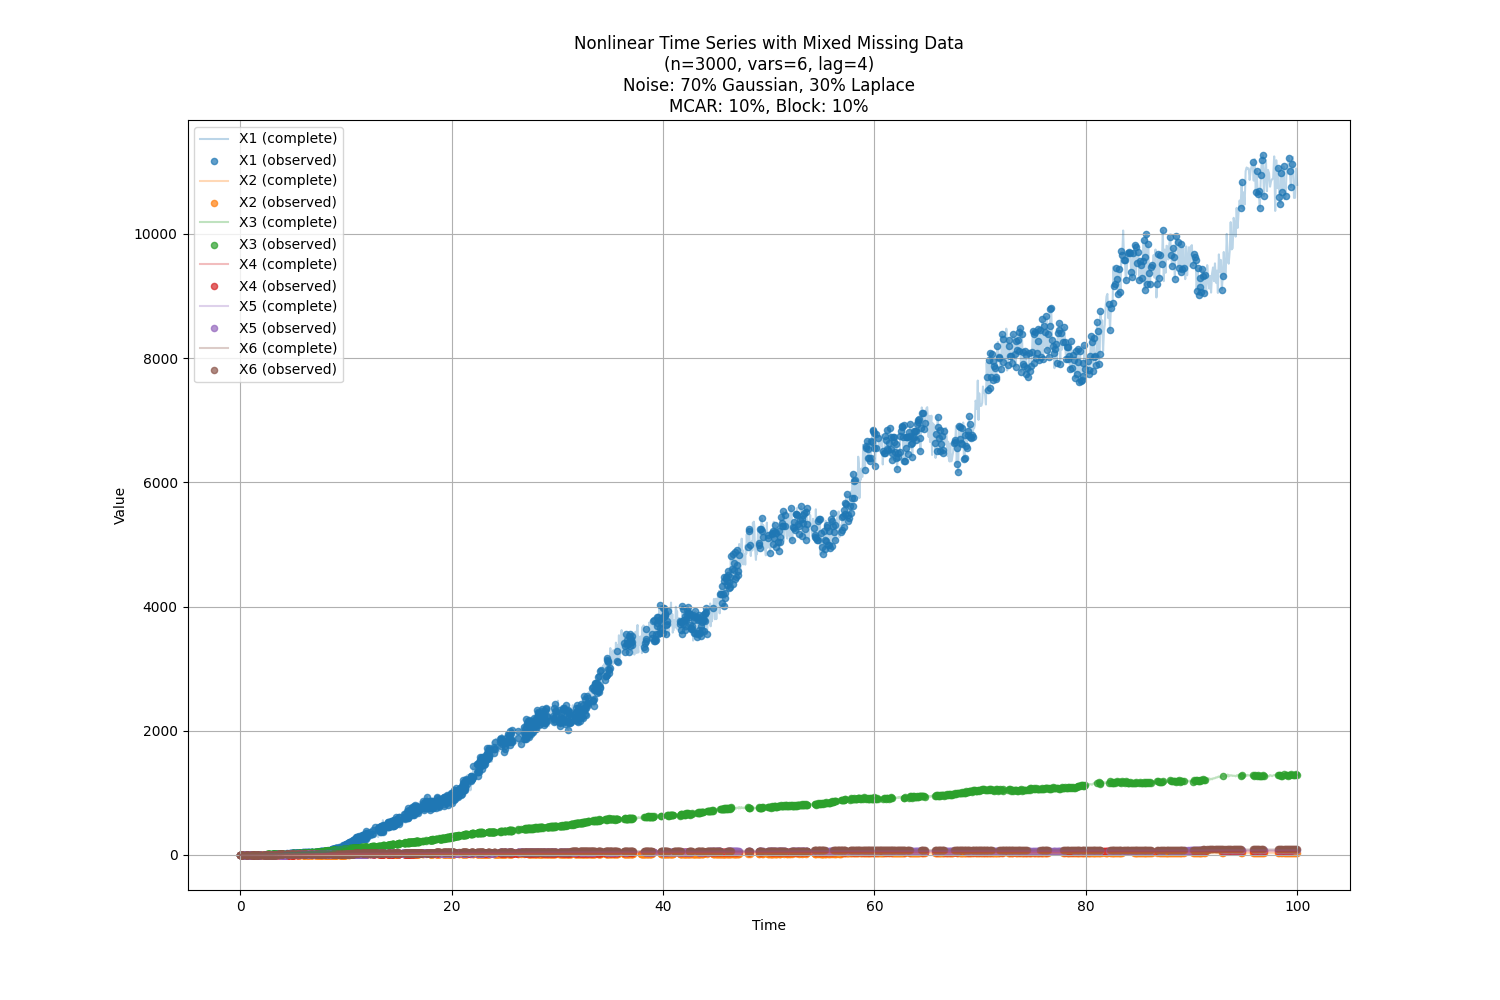 Nonlinear Time Series with Mixed Missing Data
(n=3000, vars=6, lag=4)
Noise: 70% Gaussian, 30% Laplace
MCAR: 10%, Block: 10%
X1 (complete)
X1 (observed)
X2 (complete)
X2 (observed)
X3 (complete)
X3 (observed)
X4 (complete)
X4 (observed)
X5 (complete)
X5 (observed)
X6 (complete)
X6 (observed)
10000
8000
6000
4000
2000
0
Value
0 20 40 60 80 100
Time